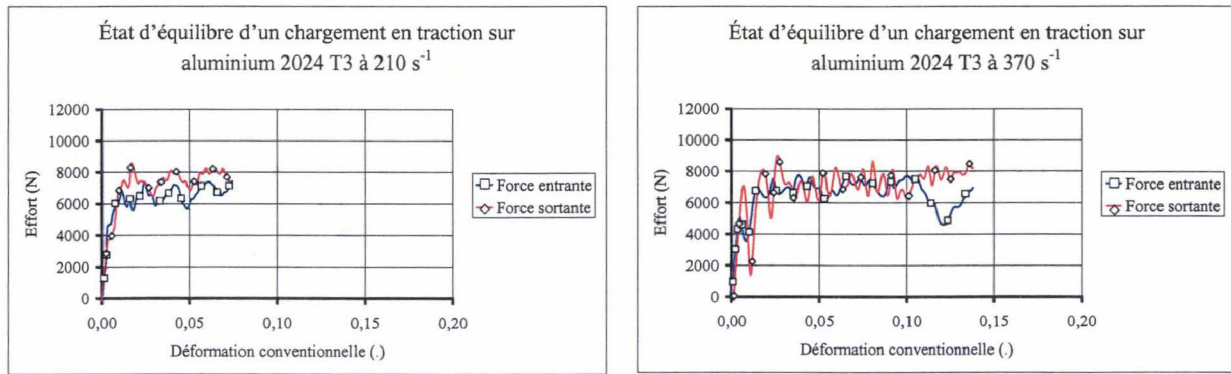 État d'équilibre d'un chargement en traction sur
aluminium 2024 T3 à 210 s⁻¹
12000
10000
8000
6000
4000
2000
0
Effort (N)
0,00
0,05
0,10
0,15
0,20
Déformation conventionnelle (.)
Force entrante
Force sortante
État d'équilibre d'un chargement en traction sur
aluminium 2024 T3 à 370 s⁻¹
12000
10000
8000
6000
4000
2000
0
Effort (N)
0,00
0,05
0,10
0,15
0,20
Déformation conventionnelle (.)
Force entrante
Force sortante